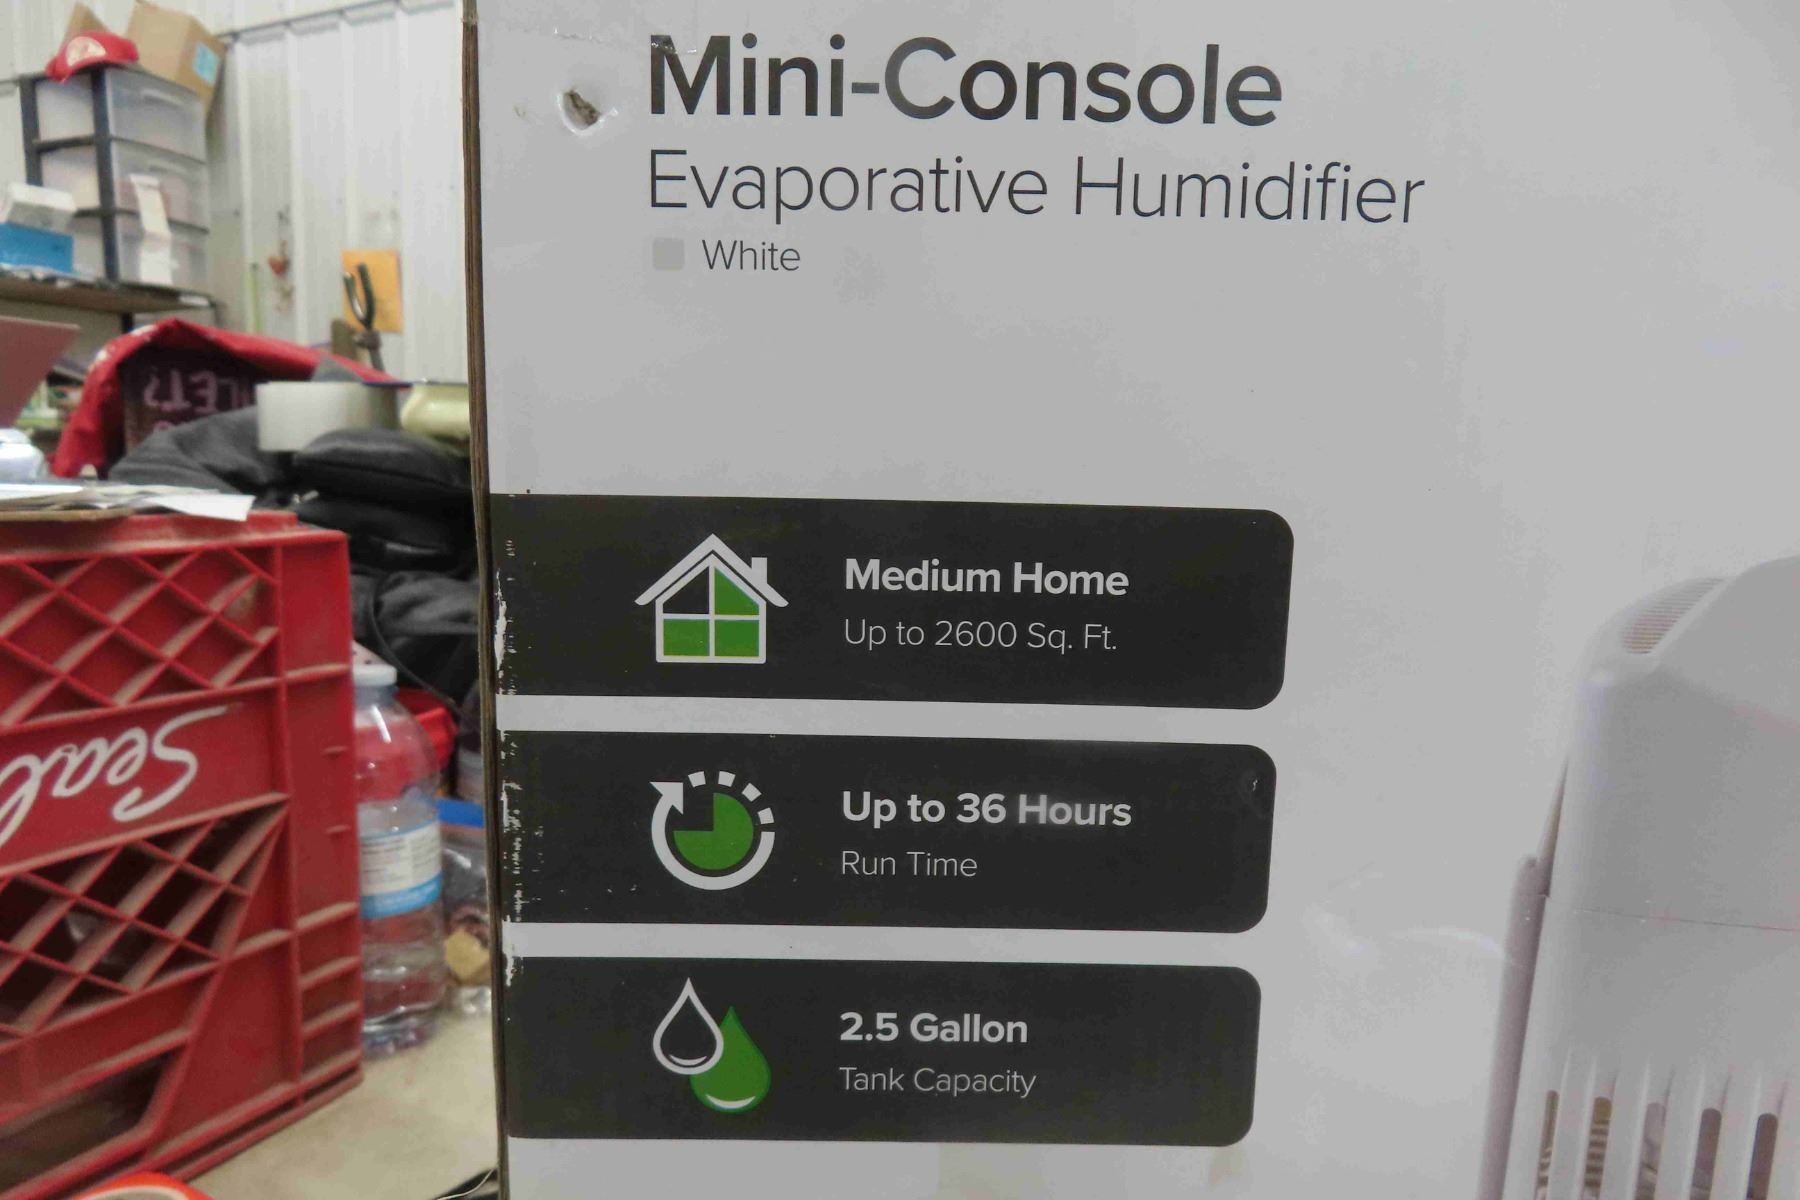 Mini-Console
Evaporative Humidifier
White
Medium Home
Up to 2600 Sq. Ft.
Up to 36 Hours
Run Time
2.5 Gallon
Tank Capacity